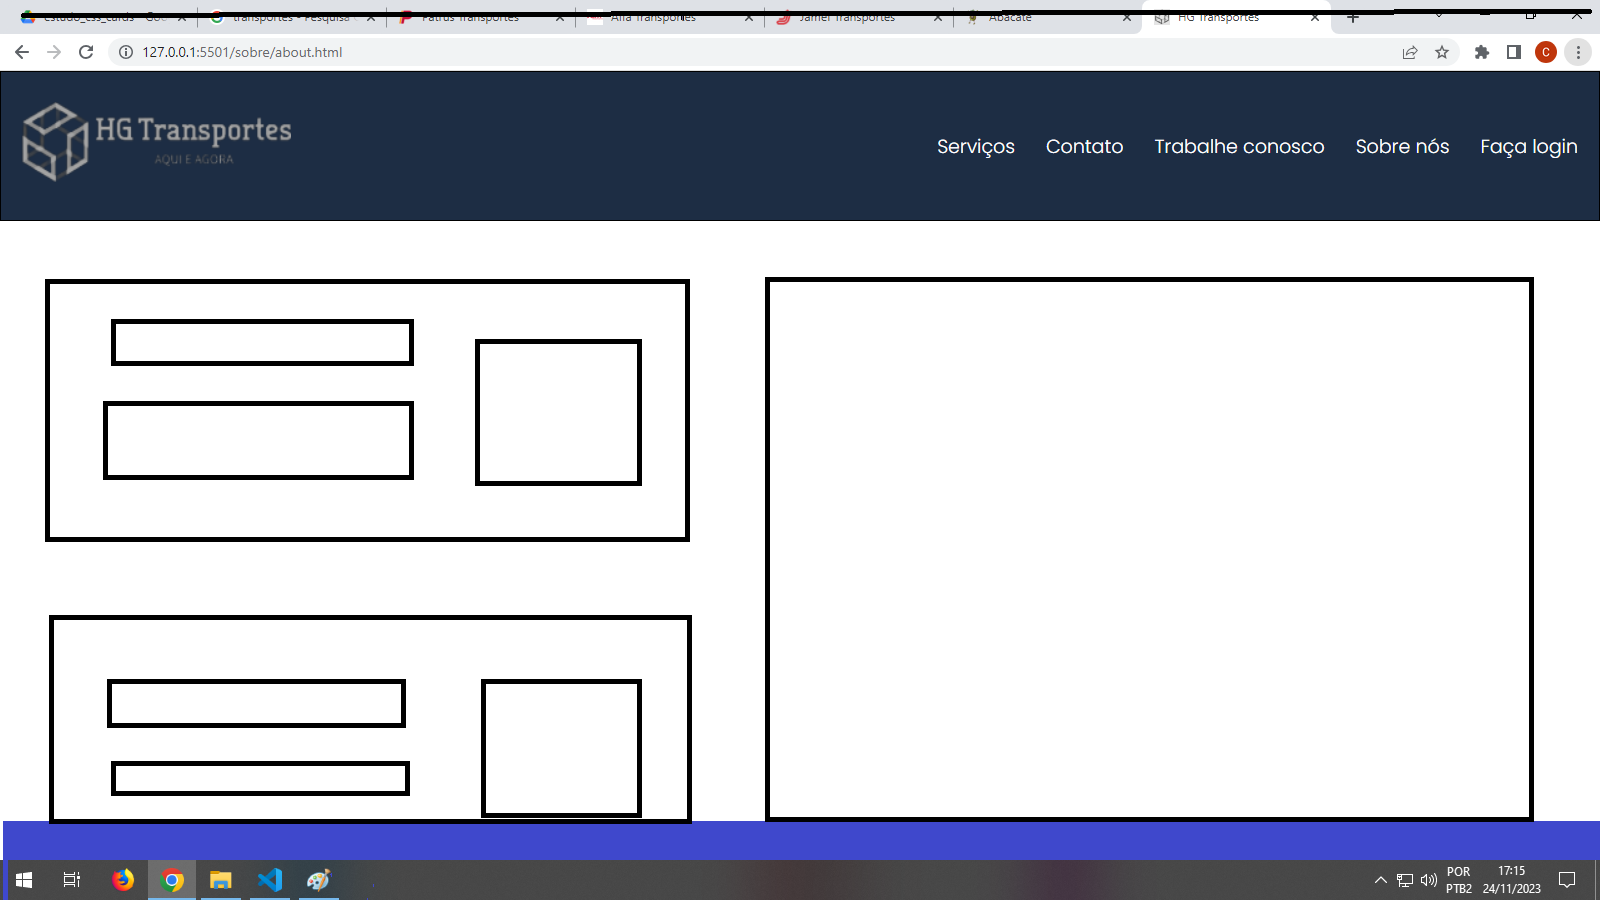 estudo_css_cards - Goo
transportes - Pesquisa
Patrus Transportes
Alfa Transportes
Jamef Transportes
Abacate
HG Transportes
127.0.0.1:5501/sobre/about.html
C
HG Transportes
AQUI E AGORA
Serviços
Contato
Trabalhe conosco
Sobre nós
Faça login
POR
PTB2
17:15
24/11/2023